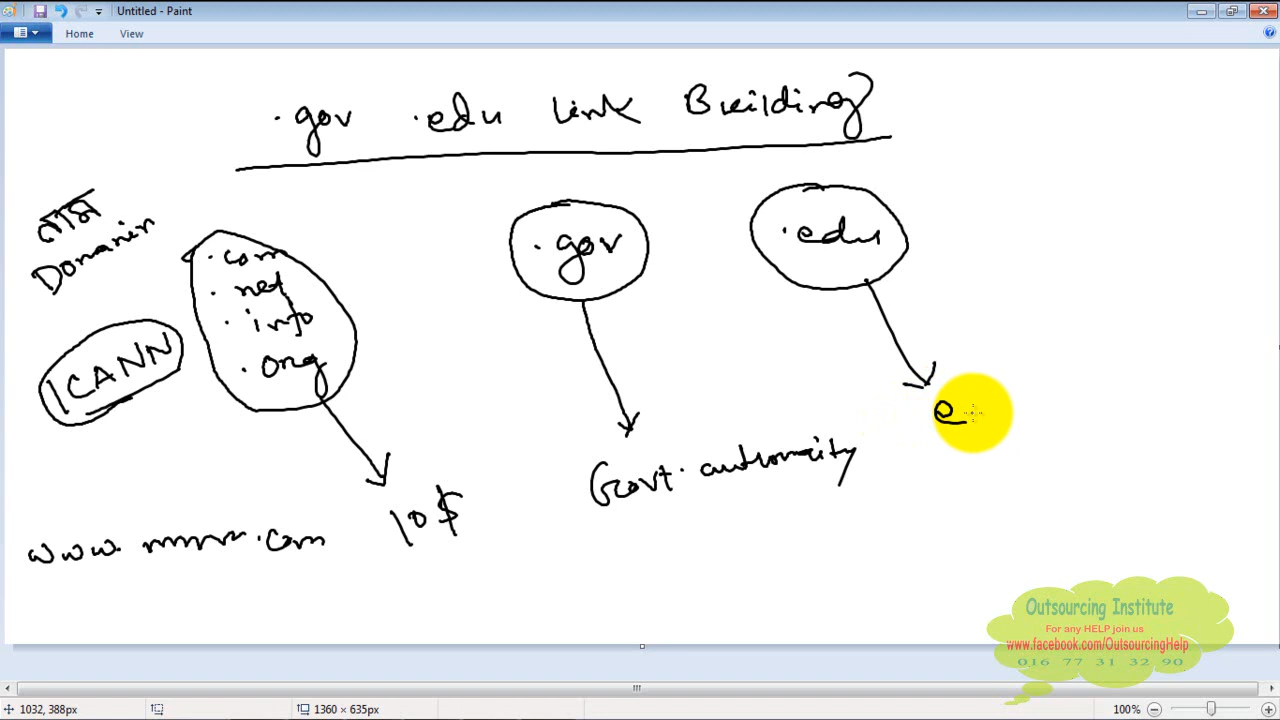 Untitled - Paint
Home View
.gov .edu Link Building?
নাম
Domain
.com
.net
.info
.org
ICANN
.gov
.edu
10$
Govt. authority
e
www. .com
Outsourcing Institute
For any HELP join us
www.facebook.com/OutsourcingHelp
016 77 31 32 90
1032, 388px
1360 × 635px
100%